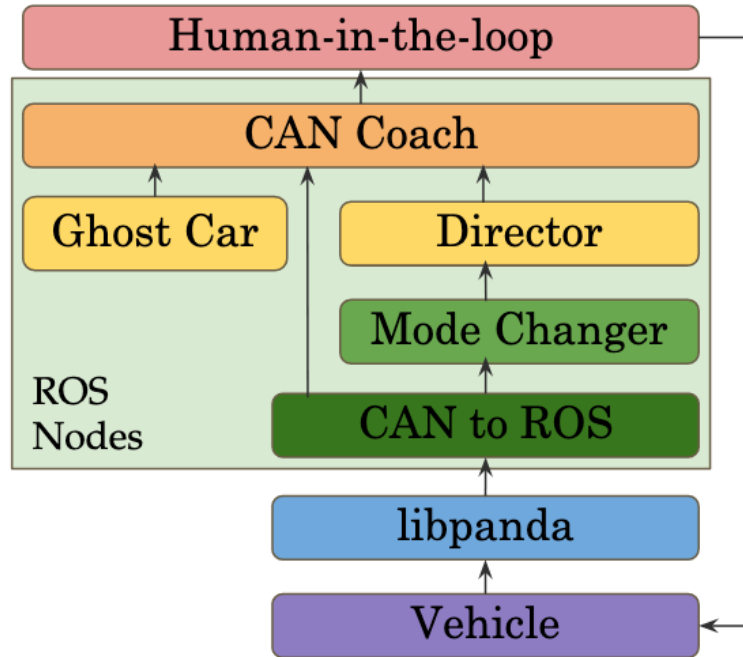 Human-in-the-loop
CAN Coach
Ghost Car
Director
Mode Changer
ROS
Nodes
CAN to ROS
libpanda
Vehicle